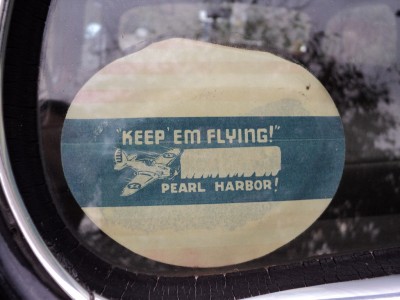 "KEEP 'EM FLYING!"
PEARL HARBOR!